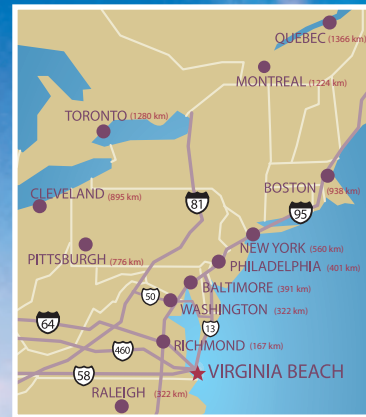 QUEBEC (1366 km)
MONTREAL (1224 km)
TORONTO (1280 km)
BOSTON (938 km)
CLEVELAND (895 km)
81
95
NEW YORK (560 km)
PITTSBURGH (776 km)
PHILADELPHIA (401 km)
BALTIMORE (391 km)
50
WASHINGTON (322 km)
64
13
RICHMOND (167 km)
460
58
VIRGINIA BEACH
RALEIGH (322 km)